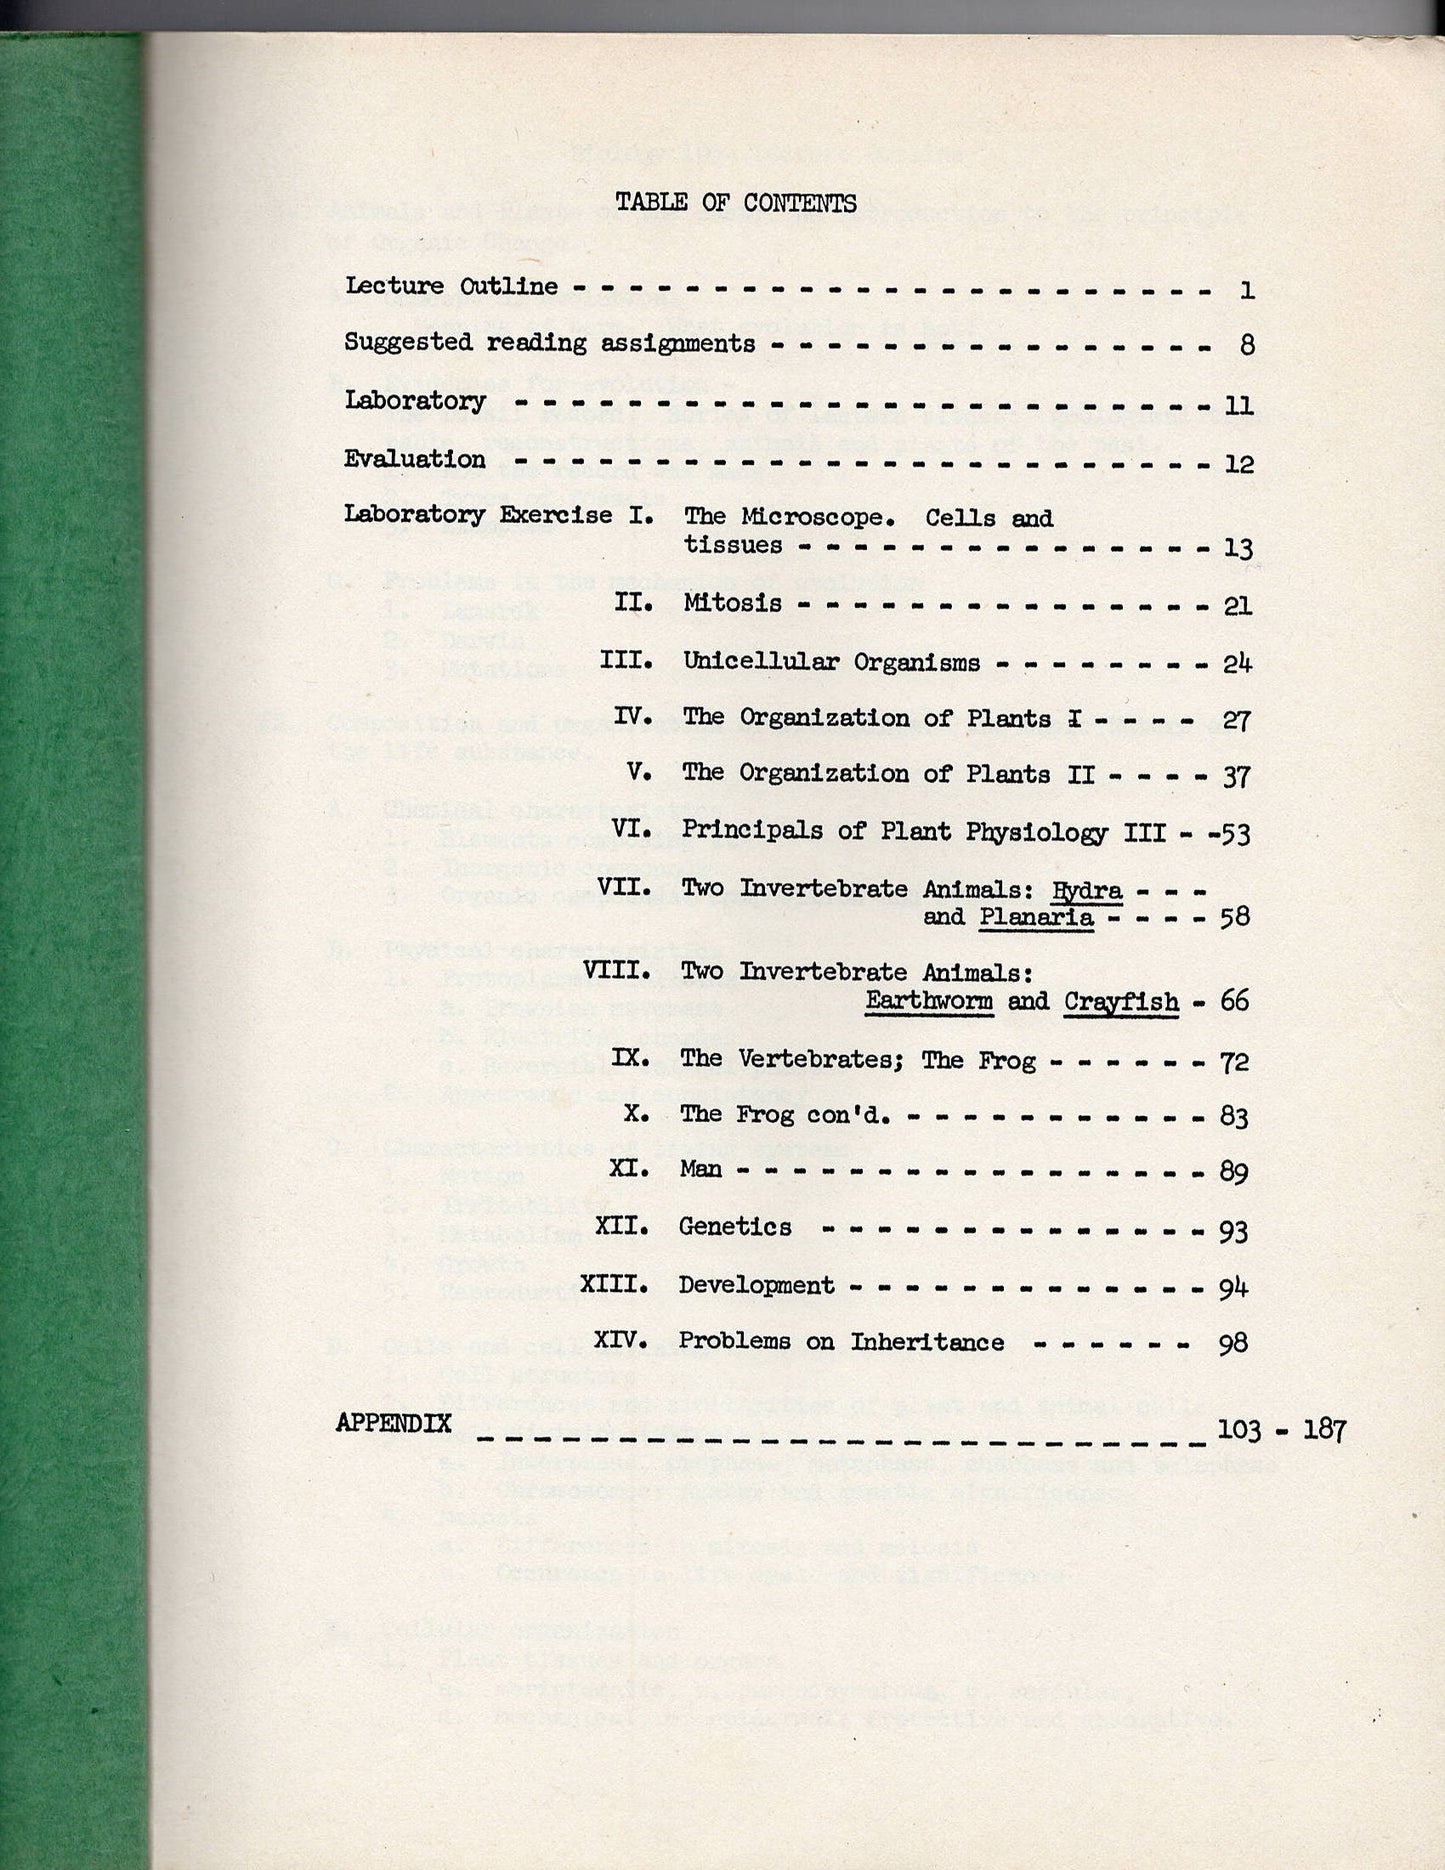 TABLE OF CONTENTS
Lecture Outline - - - - - - - - - - - - - - - - - - - - - - - 1
Suggested reading assignments - - - - - - - - - - - - - - - - 8
Laboratory - - - - - - - - - - - - - - - - - - - - - - - - - 11
Evaluation - - - - - - - - - - - - - - - - - - - - - - - - - 12
Laboratory Exercise I. The Microscope. Cells and
tissues - - - - - - - - - - - - - - - 13
II. Mitosis - - - - - - - - - - - - - - - 21
III. Unicellular Organisms - - - - - - - - 24
IV. The Organization of Plants I - - - - 27
V. The Organization of Plants II - - - - 37
VI. Principals of Plant Physiology III - -53
VII. Two Invertebrate Animals: Hydra - - -
and Planaria - - - - 58
VIII. Two Invertebrate Animals:
Earthworm and Crayfish - 66
IX. The Vertebrates; The Frog - - - - - - 72
X. The Frog con'd. - - - - - - - - - - - 83
XI. Man - - - - - - - - - - - - - - - - - 89
XII. Genetics - - - - - - - - - - - - - - 93
XIII. Development - - - - - - - - - - - - - 94
XIV. Problems on Inheritance - - - - - - 98
APPENDIX _ _ _ _ _ _ _ _ _ _ _ _ _ _ _ _ _ _ _ _ _ _ _ _ _ _ 103 - 187